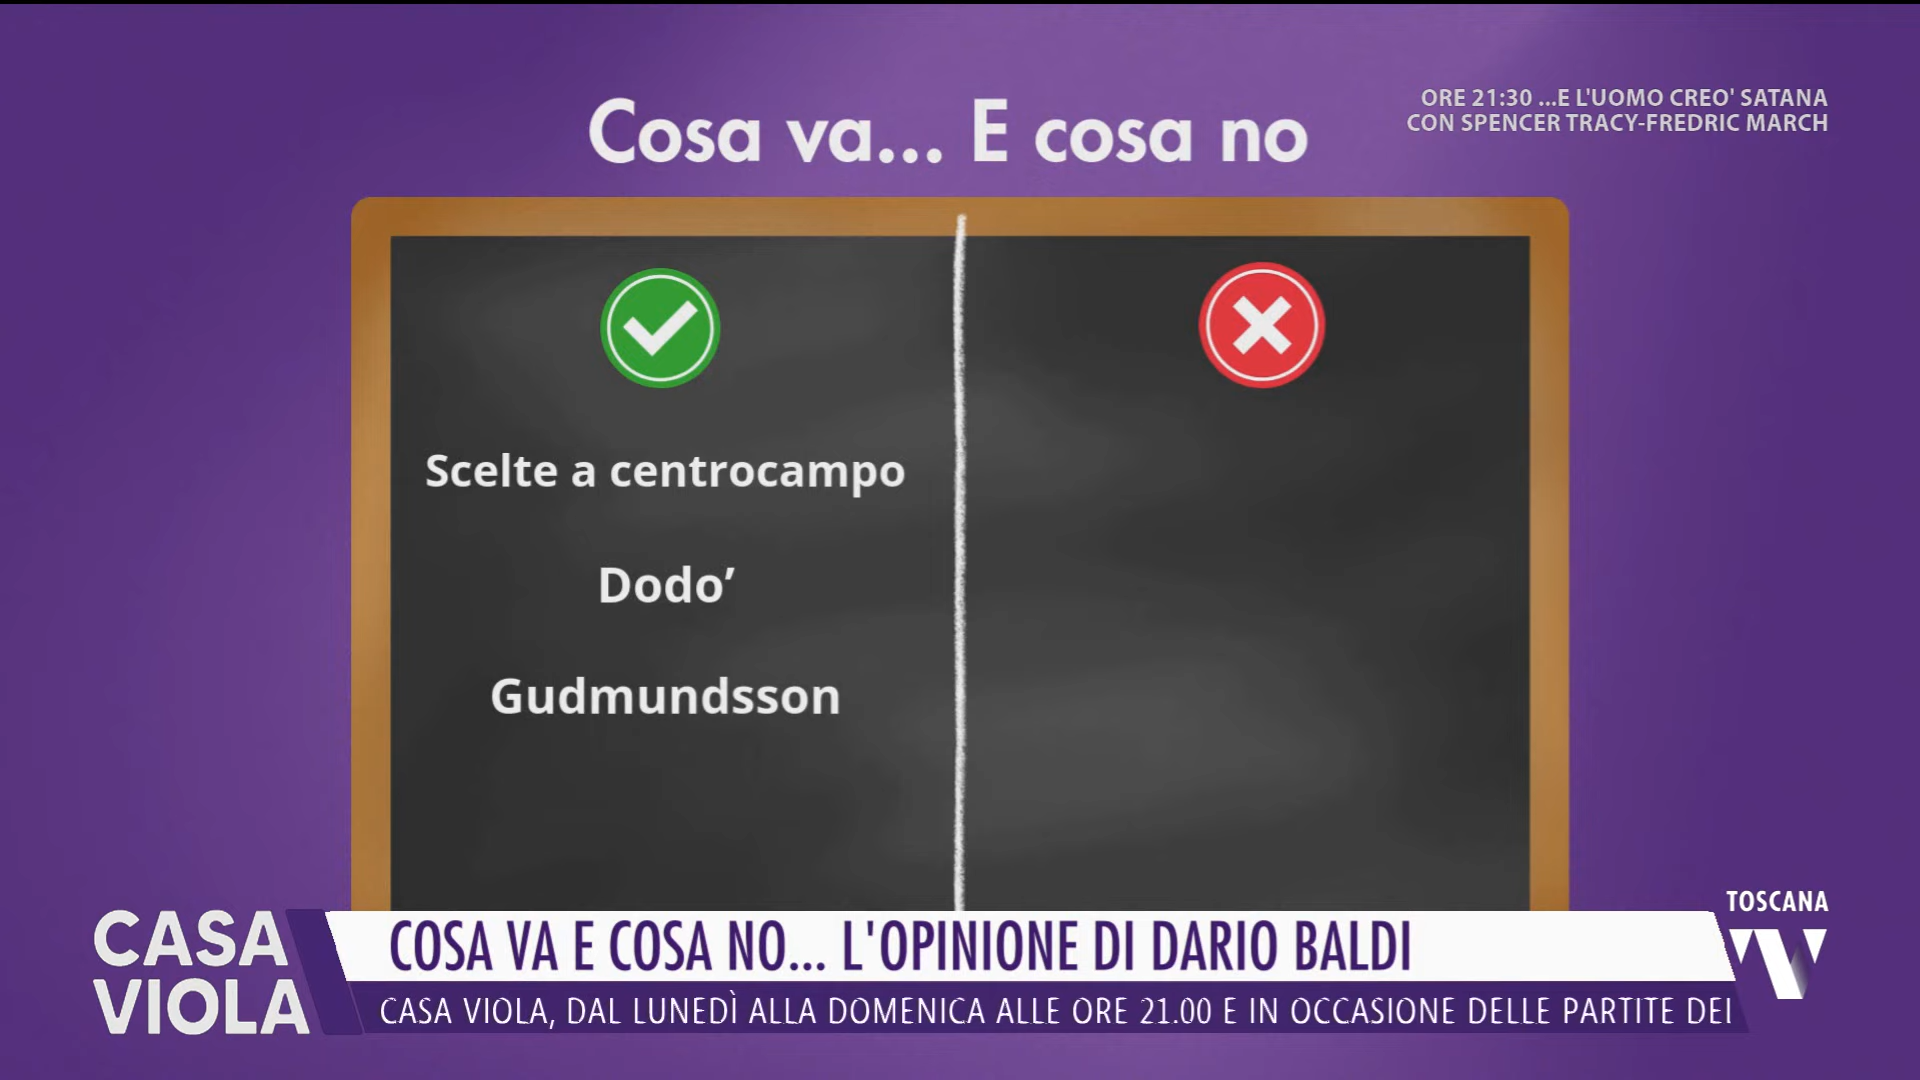 Cosa va... E cosa no
ORE 21:30 ...E L'UOMO CREO' SATANA
CON SPENCER TRACY-FREDRIC MARCH
Scelte a centrocampo
Dodo’
Gudmundsson
CASA
VIOLA
COSA VA E COSA NO... L'OPINIONE DI DARIO BALDI
CASA VIOLA, DAL LUNEDÌ ALLA DOMENICA ALLE ORE 21.00 E IN OCCASIONE DELLE PARTITE
TOSCANA
TV